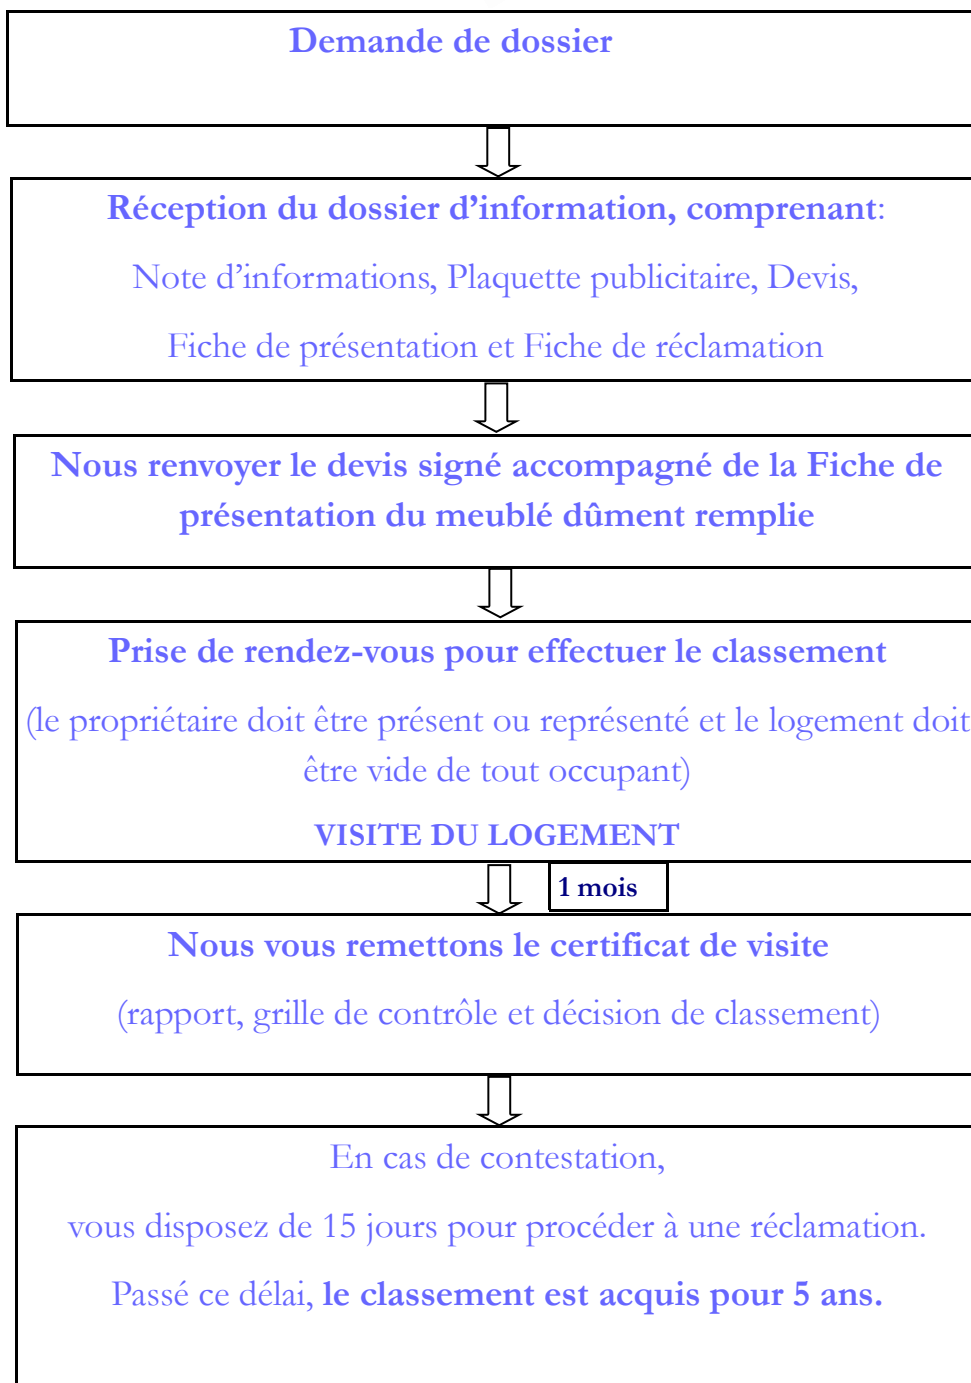 Demande de dossier
Réception du dossier d’information, comprenant:
Note d’informations, Plaquette publicitaire, Devis,
Fiche de présentation et Fiche de réclamation
Nous renvoyer le devis signé accompagné de la Fiche de
présentation du meublé dûment remplie
Prise de rendez-vous pour effectuer le classement
(le propriétaire doit être présent ou représenté et le logement doit
être vide de tout occupant)
VISITE DU LOGEMENT
1 mois
Nous vous remettons le certificat de visite
(rapport, grille de contrôle et décision de classement)
En cas de contestation,
vous disposez de 15 jours pour procéder à une réclamation.
Passé ce délai, le classement est acquis pour 5 ans.